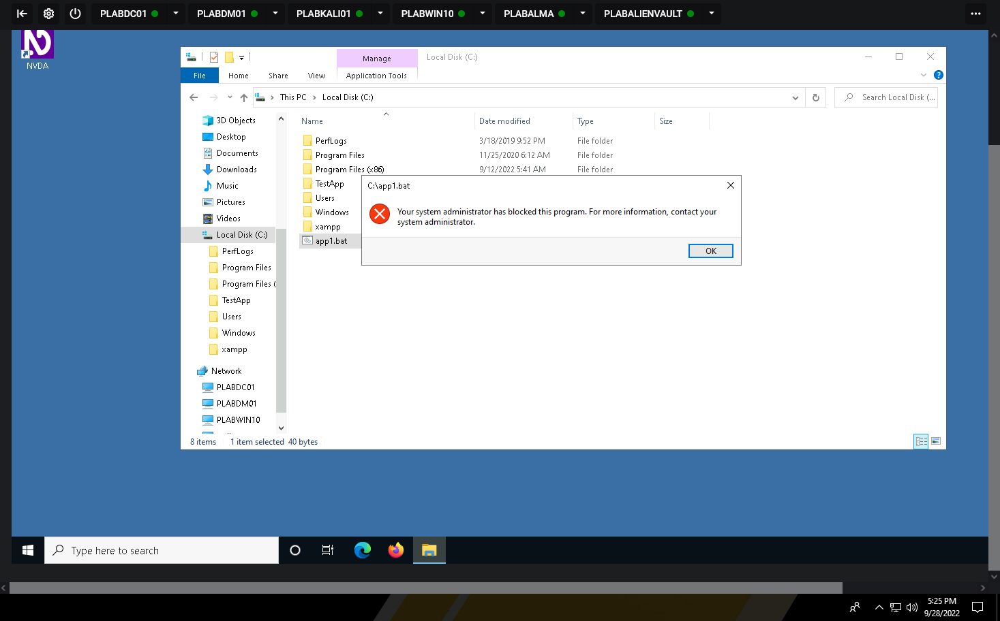 PLABDC01
PLABDM01
PLABKALI01
PLABWIN10
PLABALMA
PLABALIENVAULT
NVDA
Manage
Local Disk (C:)
File
Home
Share
View
Application Tools
This PC
Local Disk (C:)
Search Local Disk (...
3D Objects
Desktop
Documents
Downloads
Music
Pictures
Videos
Local Disk (C:)
PerfLogs
Program Files
Program Files (
TestApp
Users
Windows
xampp
Network
PLABDC01
PLABDM01
PLABWIN10
Name
Date modified
Type
Size
PerfLogs
3/18/2019 9:52 PM
File folder
Program Files
11/25/2020 6:12 AM
File folder
Program Files (x86)
9/12/2022 5:41 AM
File folder
TestApp
Users
Windows
xampp
app1.bat
C:\app1.bat
Your system administrator has blocked this program. For more information, contact your
system administrator.
OK
8 items
1 item selected 40 bytes
Type here to search
5:25 PM
9/28/2022